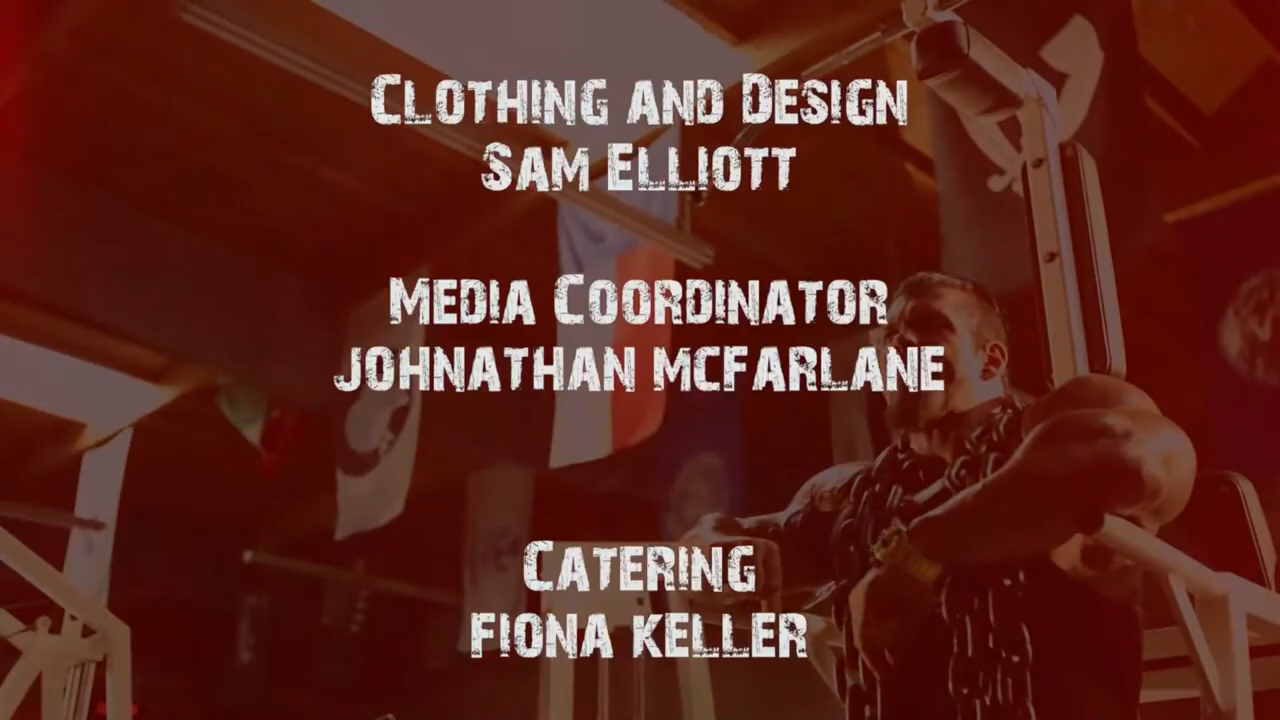 Clothing and Design
Sam Elliott
Media Coordinator
Johnathan McFarlane
Catering
Fiona Keller